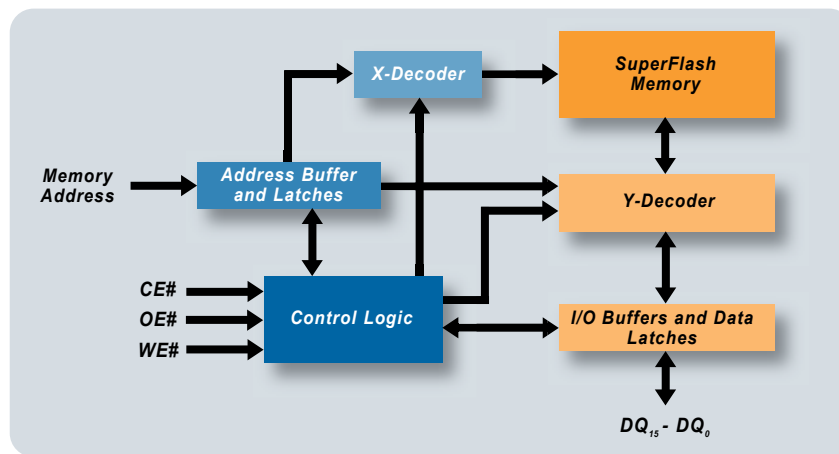 X-Decoder
SuperFlash
Memory
Memory
Address
Address Buffer
and Latches
Y-Decoder
CE#
OE#
WE#
Control Logic
I/O Buffers and Data
Latches
DQ₁₅ - DQ₀